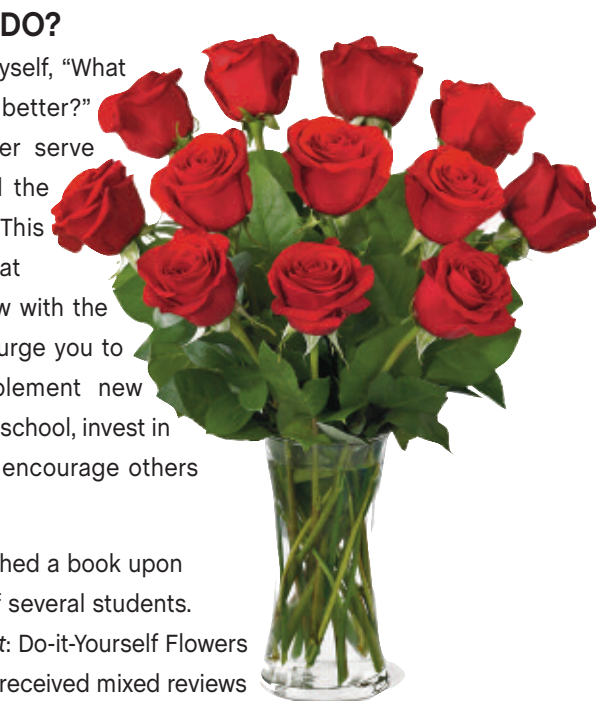 DO?
yself, “What
better?”
er serve
the
This
at
w with the
urge you to
plement new
school, invest in
encourage others
hed a book upon
several students.
t: Do-it-Yourself Flowers
received mixed reviews